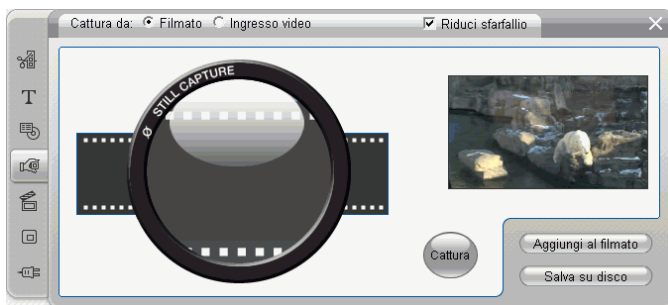 Cattura da: Filmato Ingresso video Riduci sfarfallio
T
Ø STILL CAPTURE
Cattura
Aggiungi al filmato
Salva su disco